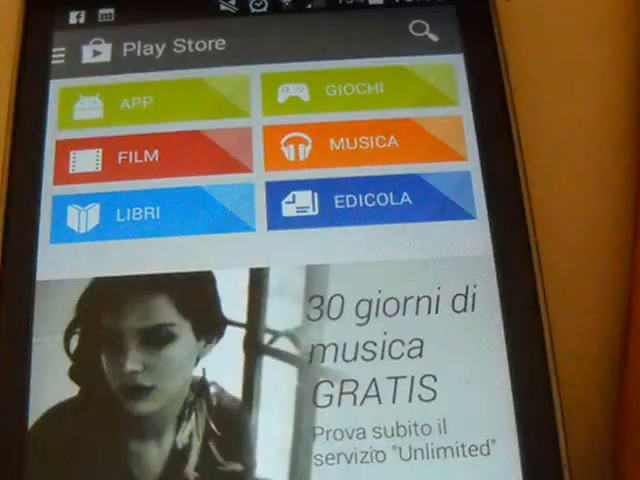 Play Store
APP
GIOCHI
FILM
MUSICA
LIBRI
EDICOLA
30 giorni di
musica
GRATIS
Prova subito il
servizio "Unlimited"